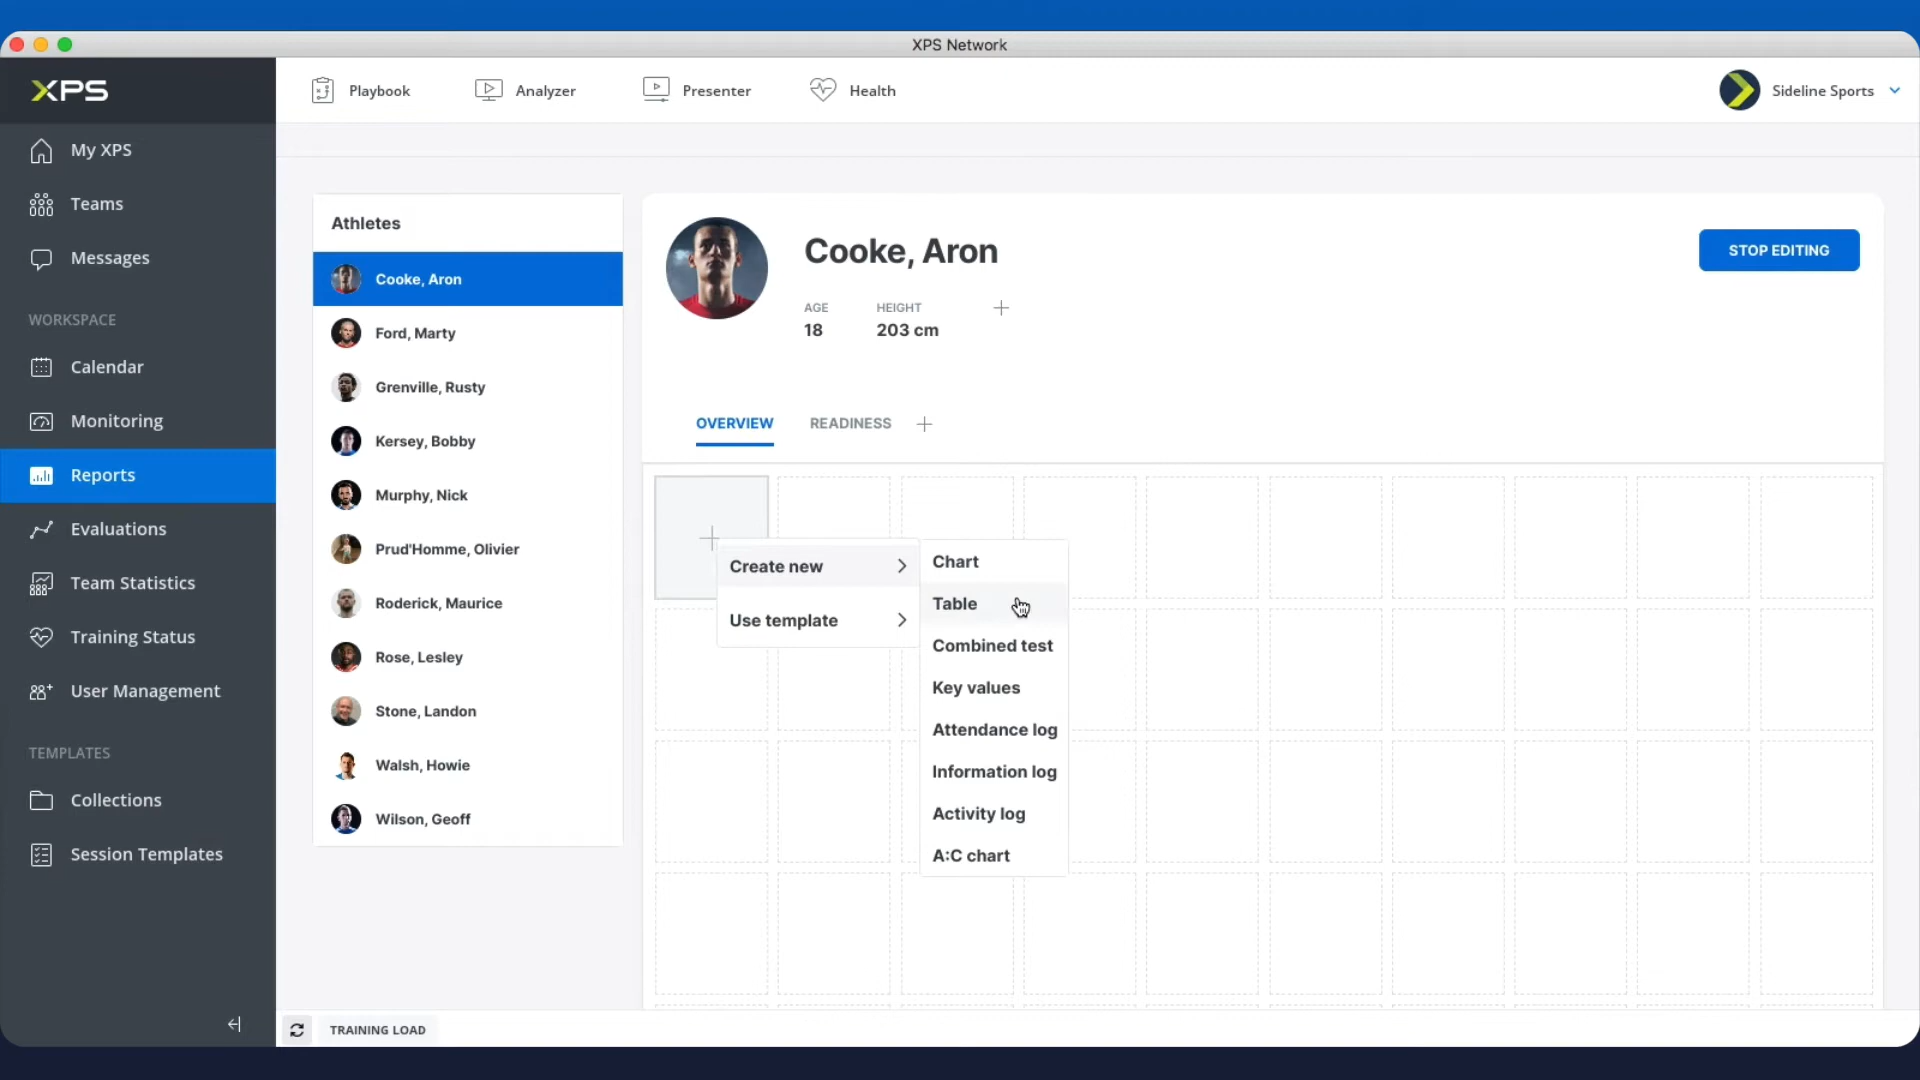 XPS Network
XPS
Playbook
Analyzer
Presenter
Health
Sideline Sports
My XPS
Teams
Messages
WORKSPACE
Calendar
Monitoring
Reports
Evaluations
Team Statistics
Training Status
User Management
TEMPLATES
Collections
Session Templates
Athletes
Cooke, Aron
Ford, Marty
Grenville, Rusty
Kersey, Bobby
Murphy, Nick
Prud'Homme, Olivier
Roderick, Maurice
Rose, Lesley
Stone, Landon
Walsh, Howie
Wilson, Geoff
Cooke, Aron
STOP EDITING
AGE
18
HEIGHT
203 cm
OVERVIEW
READINESS
Create new
Use template
Chart
Table
Combined test
Key values
Attendance log
Information log
Activity log
A:C chart
TRAINING LOAD